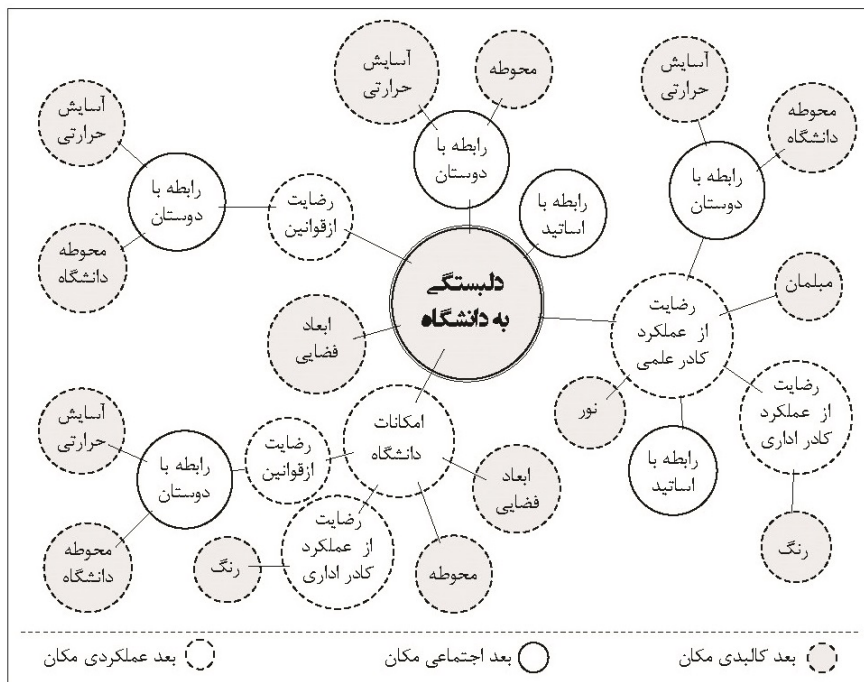 آسایش
حرارتی
محوطه
دانشگاه
رابطه با
دوستان
مبلمان
رضایت
از عملکرد
کادر علمی
نور
رابطه با
اساتید
رضایت
از عملکرد
کادر اداری
رنگ
آسایش
حرارتی
محوطه
رابطه با
دوستان
رابطه با
اساتید
دلبستگی
به دانشگاه
رضایت
ازقوانین
رابطه با
دوستان
آسایش
حرارتی
محوطه
دانشگاه
ابعاد
فضایی
امکانات
دانشگاه
ابعاد
فضایی
محوطه
رضایت
از عملکرد
کادر اداری
رنگ
رضایت
ازقوانین
رابطه با
دوستان
آسایش
حرارتی
محوطه
دانشگاه
بعد کالبدی مکان
بعد اجتماعی مکان
بعد عملکردی مکان